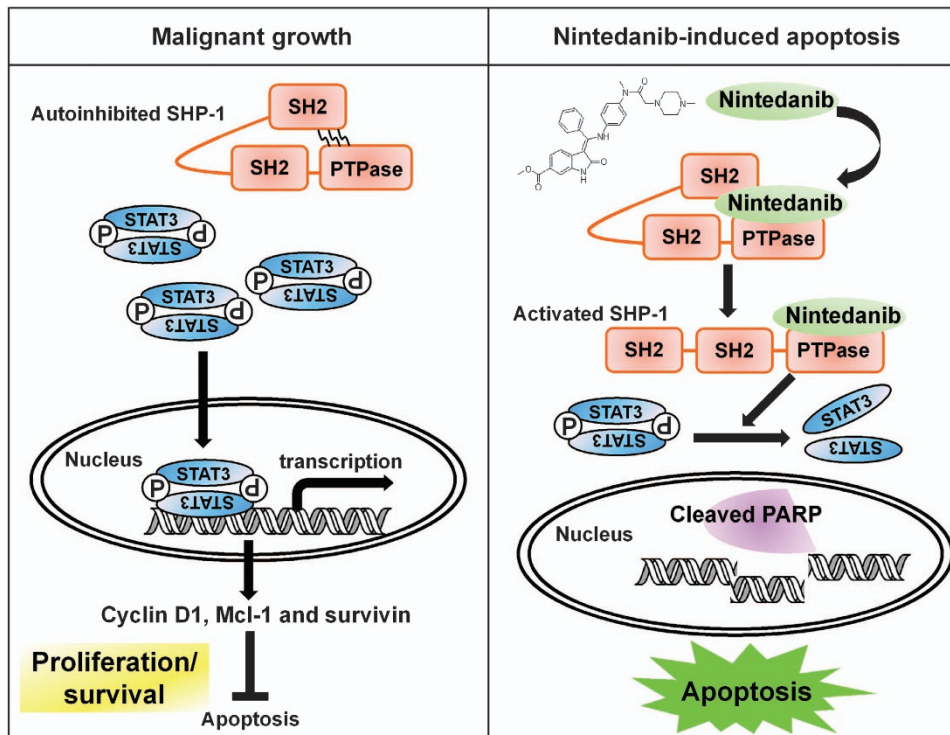 Malignant growth
Autoinhibited SHP-1
SH2
SH2
PTPase
STAT3
STAT3
P
P
STAT3
STAT3
P
P
STAT3
STAT3
P
P
Nucleus
STAT3
STAT3
P
P
transcription
Cyclin D1, Mcl-1 and survivin
Proliferation/
survival
Apoptosis
Nintedanib-induced apoptosis
N
O
N
N
NH
O
N
H
O
O
Nintedanib
SH2
Nintedanib
SH2
PTPase
Activated SHP-1
Nintedanib
SH2
SH2
PTPase
STAT3
STAT3
P
P
STAT3
STAT3
Nucleus
Cleaved PARP
Apoptosis